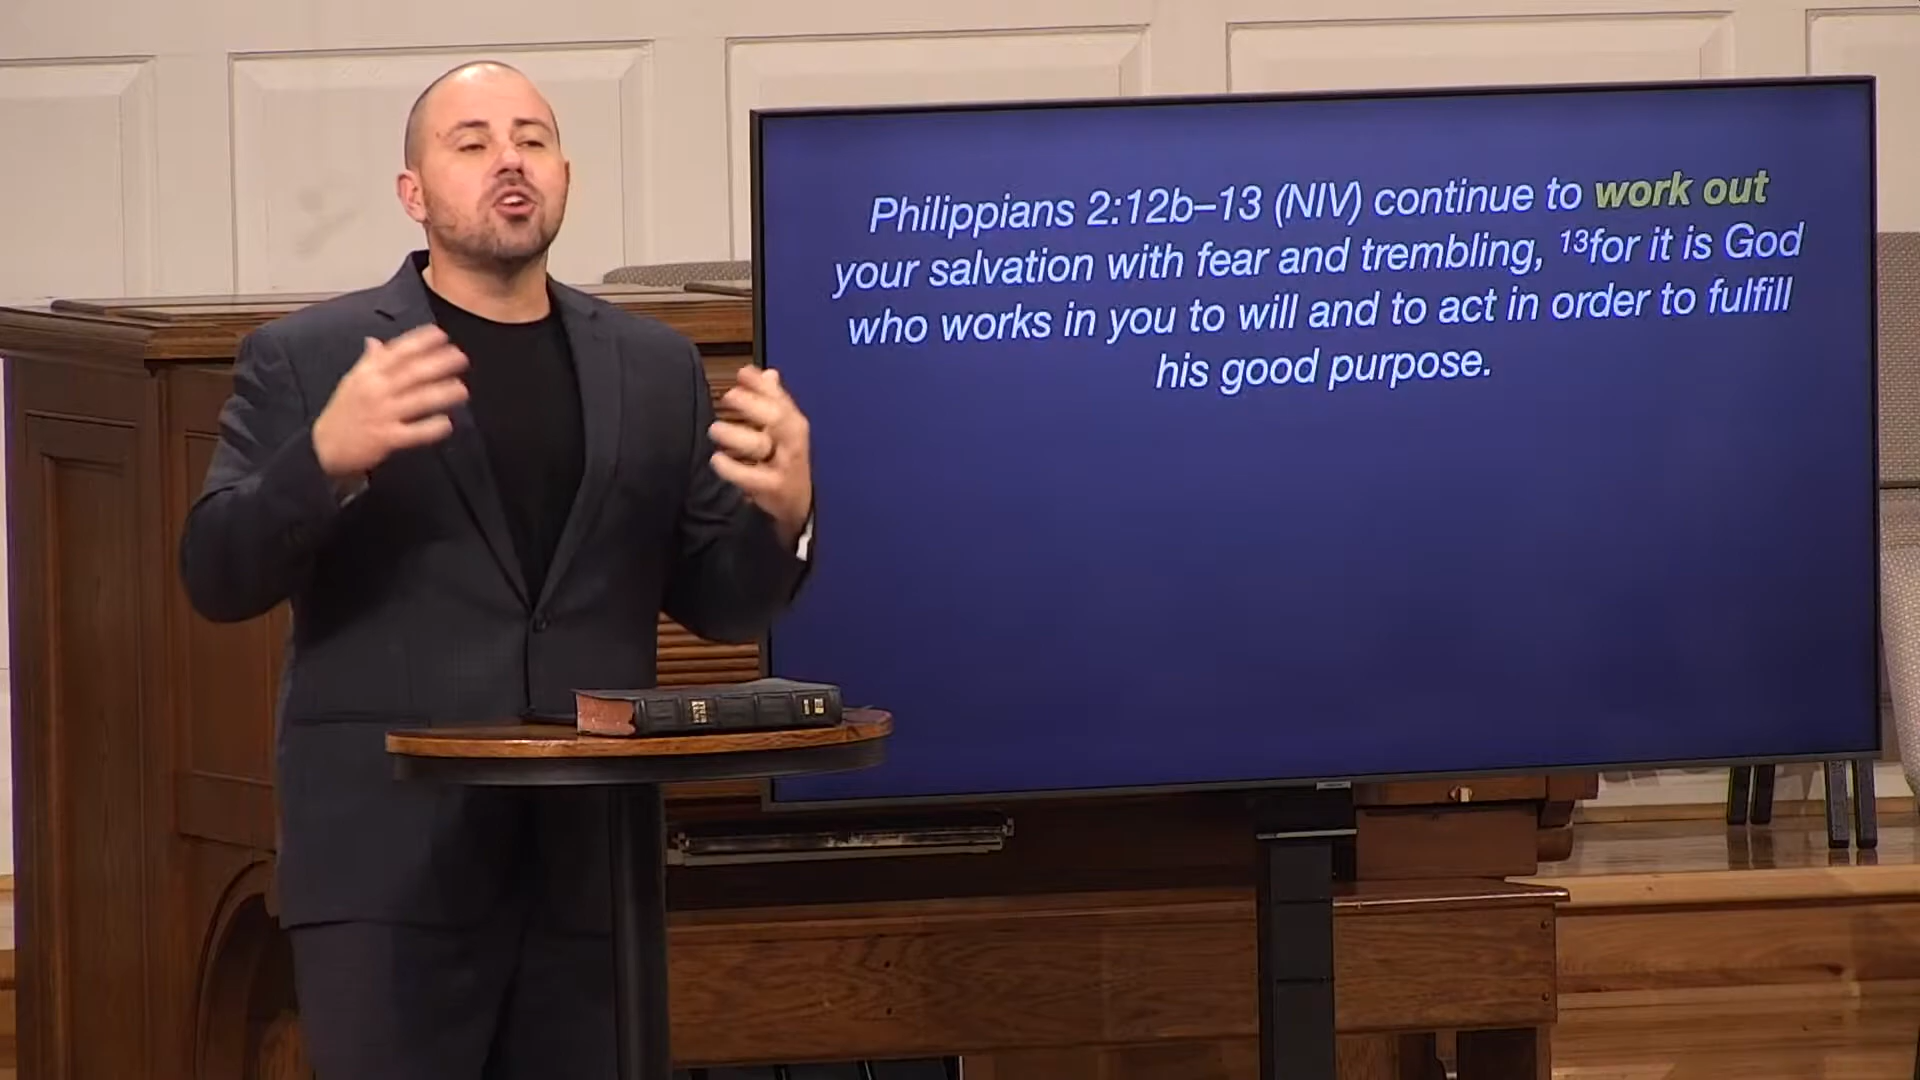 Philippians 2:12b–13 (NIV) continue to work out
your salvation with fear and trembling, ¹³for it is God
who works in you to will and to act in order to fulfill
his good purpose.